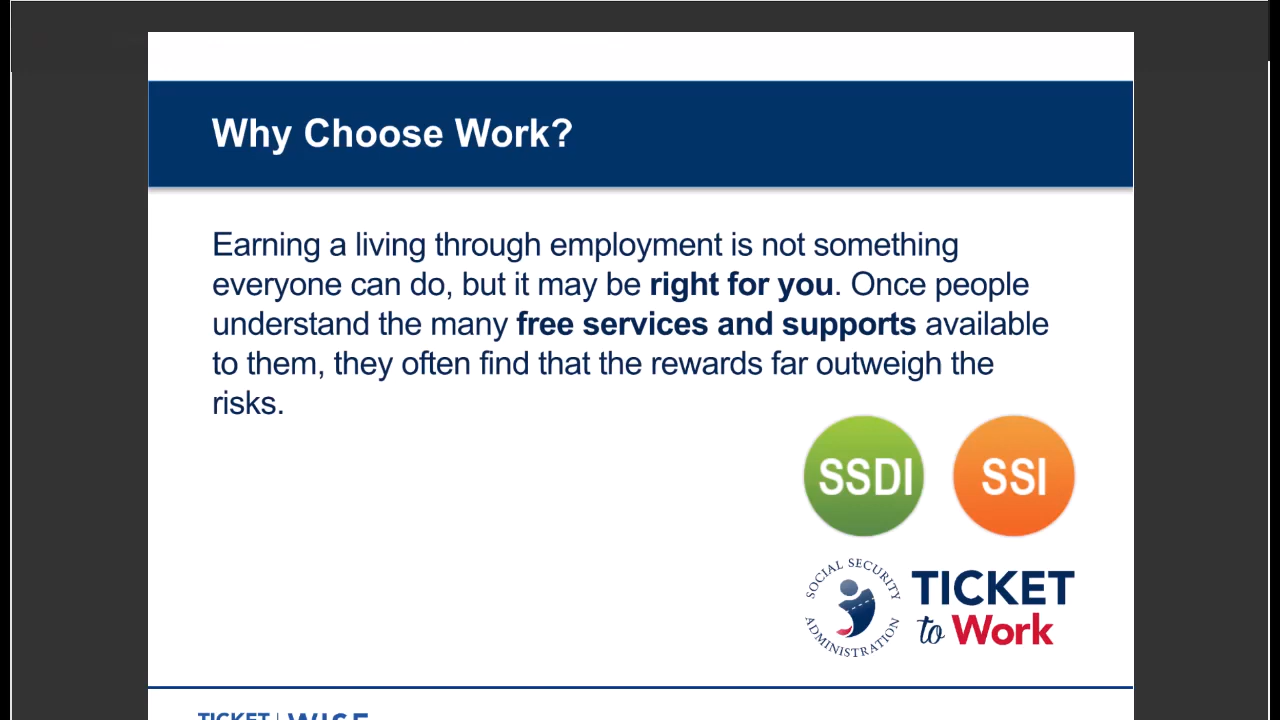 Why Choose Work?
Earning a living through employment is not something
everyone can do, but it may be right for you. Once people
understand the many free services and supports available
to them, they often find that the rewards far outweigh the
risks.
SSDI SSI
SOCIAL SECURITY
ADMINISTRATION
TICKET
to Work
TICKET | WISE